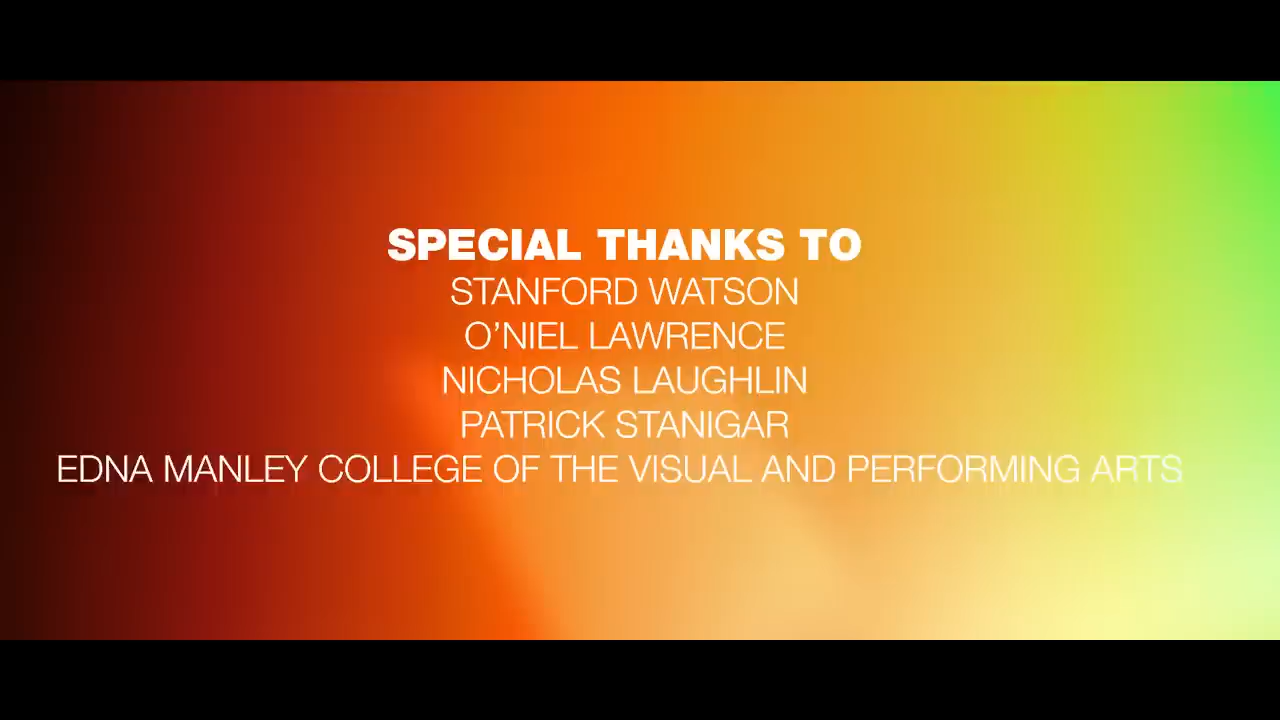 SPECIAL THANKS TO
STANFORD WATSON
O’NIEL LAWRENCE
NICHOLAS LAUGHLIN
PATRICK STANIGAR
EDNA MANLEY COLLEGE OF THE VISUAL AND PERFORMING ARTS